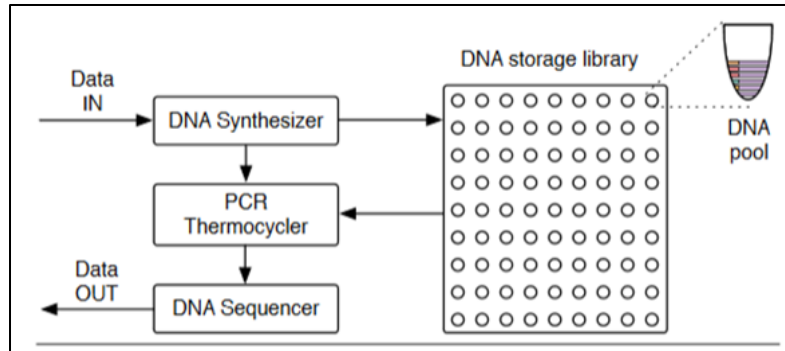 DNA storage library
Data
IN
DNA Synthesizer
DNA
pool
PCR
Thermocycler
Data
OUT
DNA Sequencer